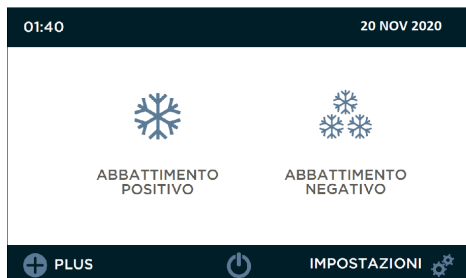 01:40
20 NOV 2020
ABBATTIMENTO
POSITIVO
ABBATTIMENTO
NEGATIVO
PLUS
IMPOSTAZIONI